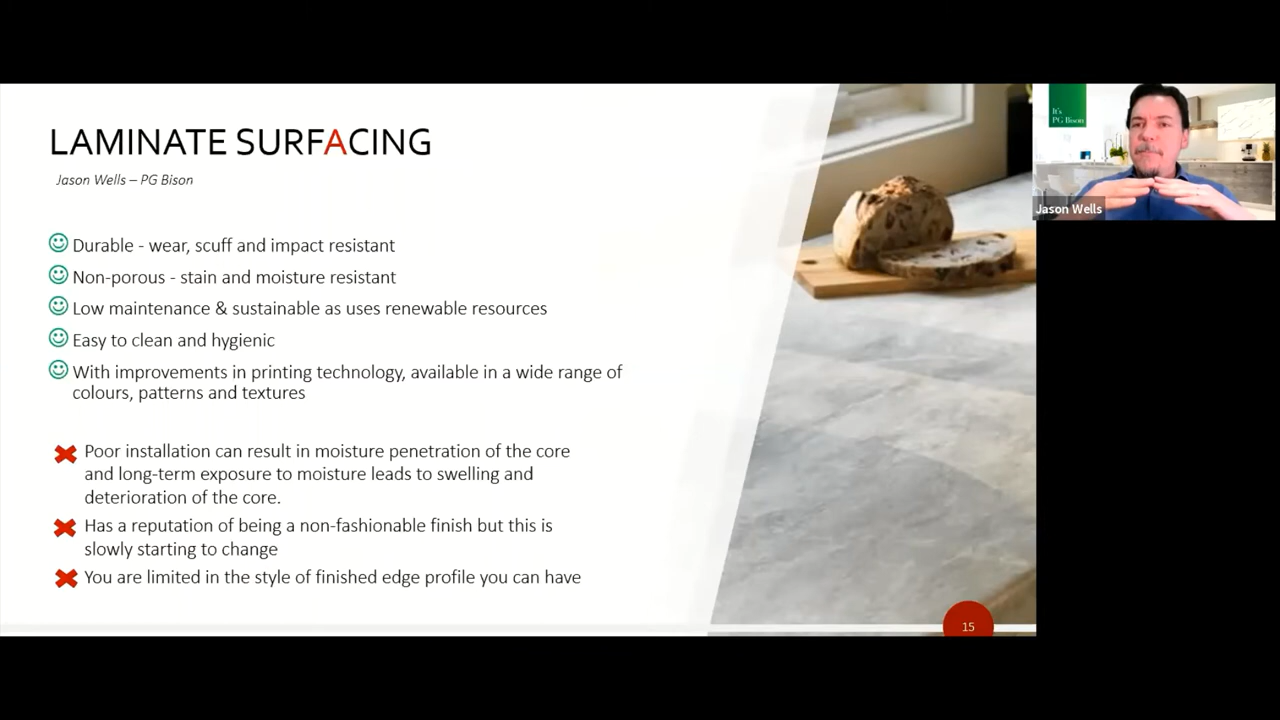 LAMINATE SURFACING
Jason Wells – PG Bison
Durable - wear, scuff and impact resistant
Non-porous - stain and moisture resistant
Low maintenance & sustainable as uses renewable resources
Easy to clean and hygienic
With improvements in printing technology, available in a wide range of
colours, patterns and textures
Poor installation can result in moisture penetration of the core
and long-term exposure to moisture leads to swelling and
deterioration of the core.
Has a reputation of being a non-fashionable finish but this is
slowly starting to change
You are limited in the style of finished edge profile you can have
15
It's
PG Bison
Jason Wells